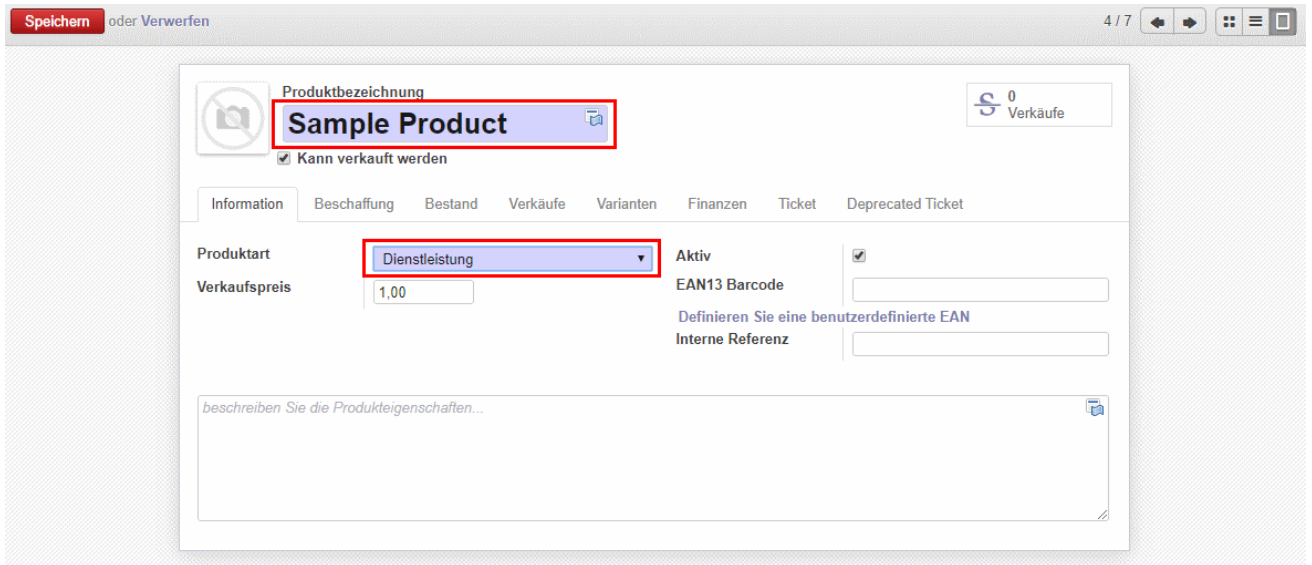 Speichern oder Verwerfen
4 / 7
Produktbezeichnung
Sample Product
0
Verkäufe
Kann verkauft werden
Information Beschaffung Bestand Verkäufe Varianten Finanzen Ticket Deprecated Ticket
Produktart Dienstleistung Aktiv
Verkaufspreis 1,00 EAN13 Barcode
Definieren Sie eine benutzerdefinierte EAN
Interne Referenz
beschreiben Sie die Produkteigenschaften...